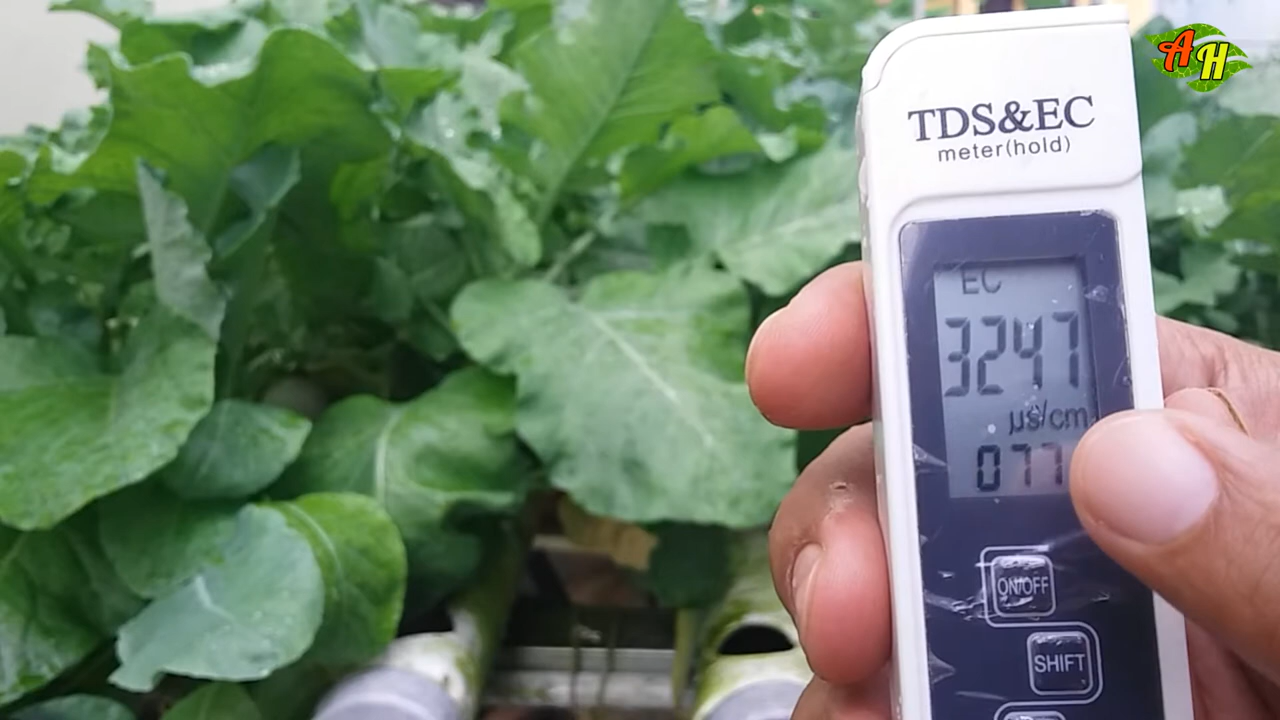 AH
TDS&EC
meter(hold)
EC
3247
µs/cm
077
ON/OFF
SHIFT